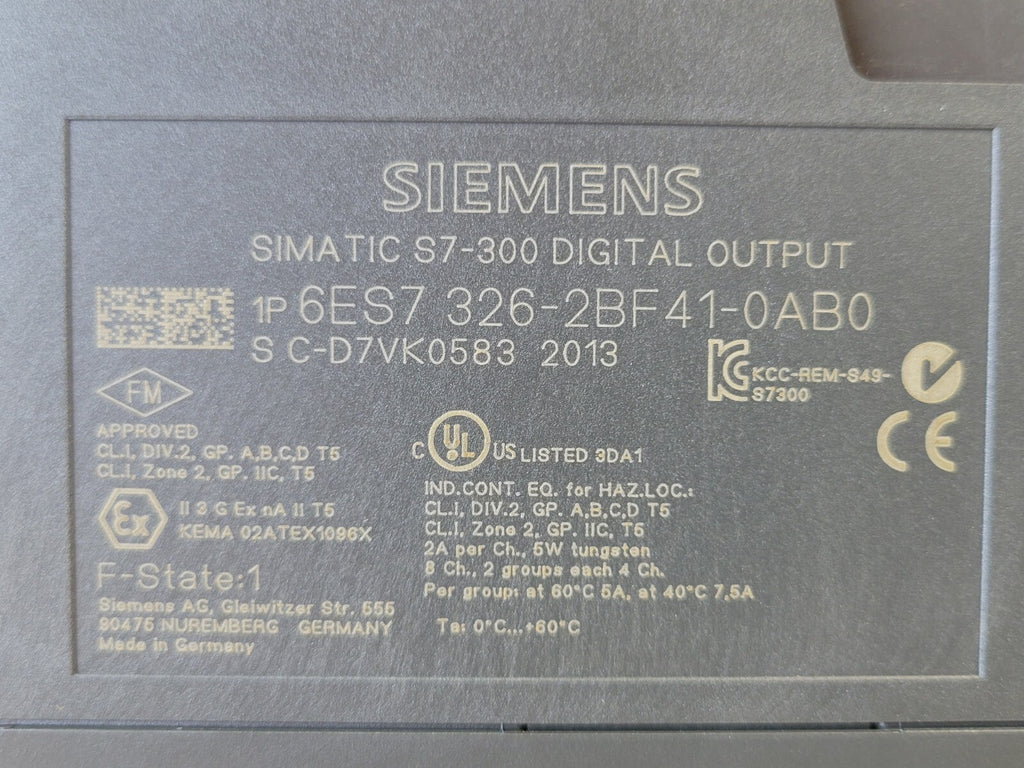 SIEMENS
SIMATIC S7-300 DIGITAL OUTPUT
1P 6ES7 326-2BF41-0AB0
S C-D7VK0583 2013
KCC-REM-S49-
S7300
FM
APPROVED
CL.I, DIV.2, GP. A,B,C,D T5
CL.I, Zone 2, GP. IIC, T5
C UL US LISTED 3DA1
IND.CONT. EQ. for HAZ.LOC.:
CL.I, DIV.2, GP. A,B,C,D T5
CL.I, Zone 2, GP. IIC, T5
2A per Ch., 5W tungsten
8 Ch., 2 groups each 4 Ch.
Per group: at 60°C 5A, at 40°C 7,5A
Ta: 0°C...+60°C
CE
Ex
II 3 G Ex nA II T5
KEMA 02ATEX1096X
F-State:1
Siemens AG, Gleiwitzer Str. 555
90475 NUREMBERG GERMANY
Made in Germany